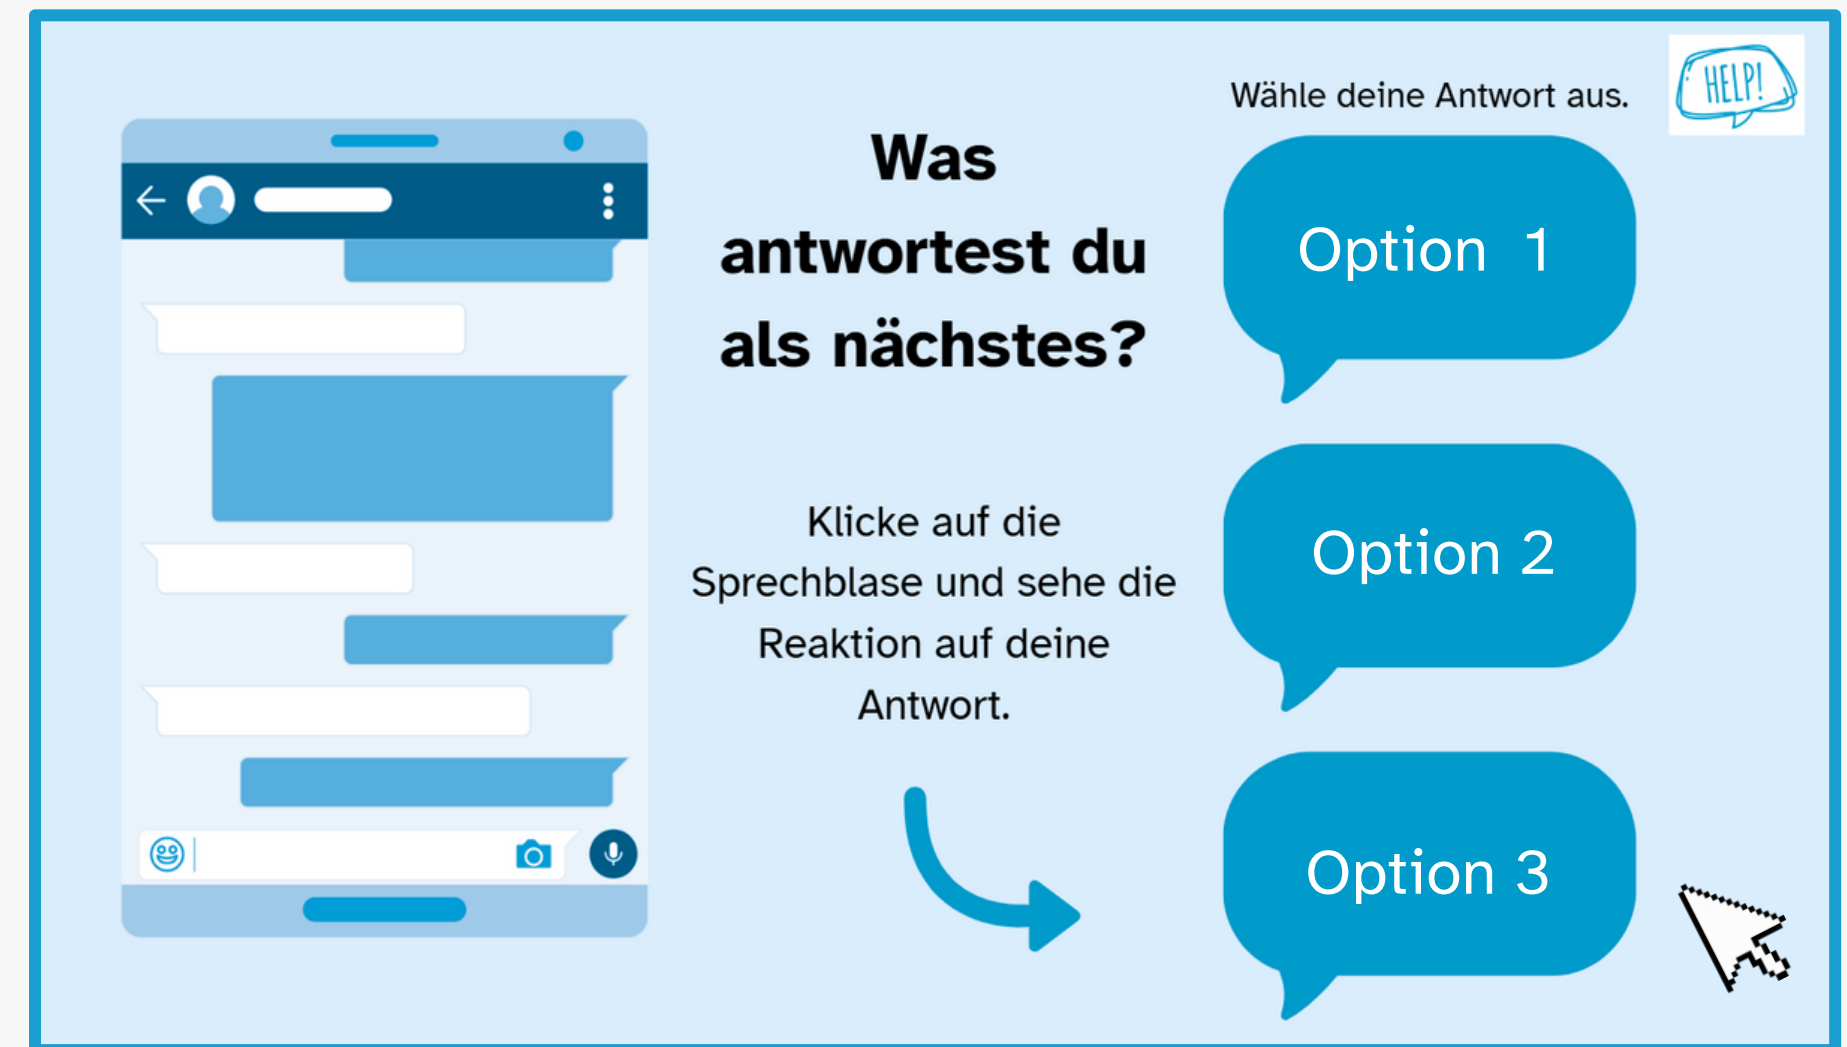 Wähle deine Antwort aus.
HELP!
Was
antwortest du
als nächstes?
Klicke auf die
Sprechblase und sehe die
Reaktion auf deine
Antwort.
Option 1
Option 2
Option 3